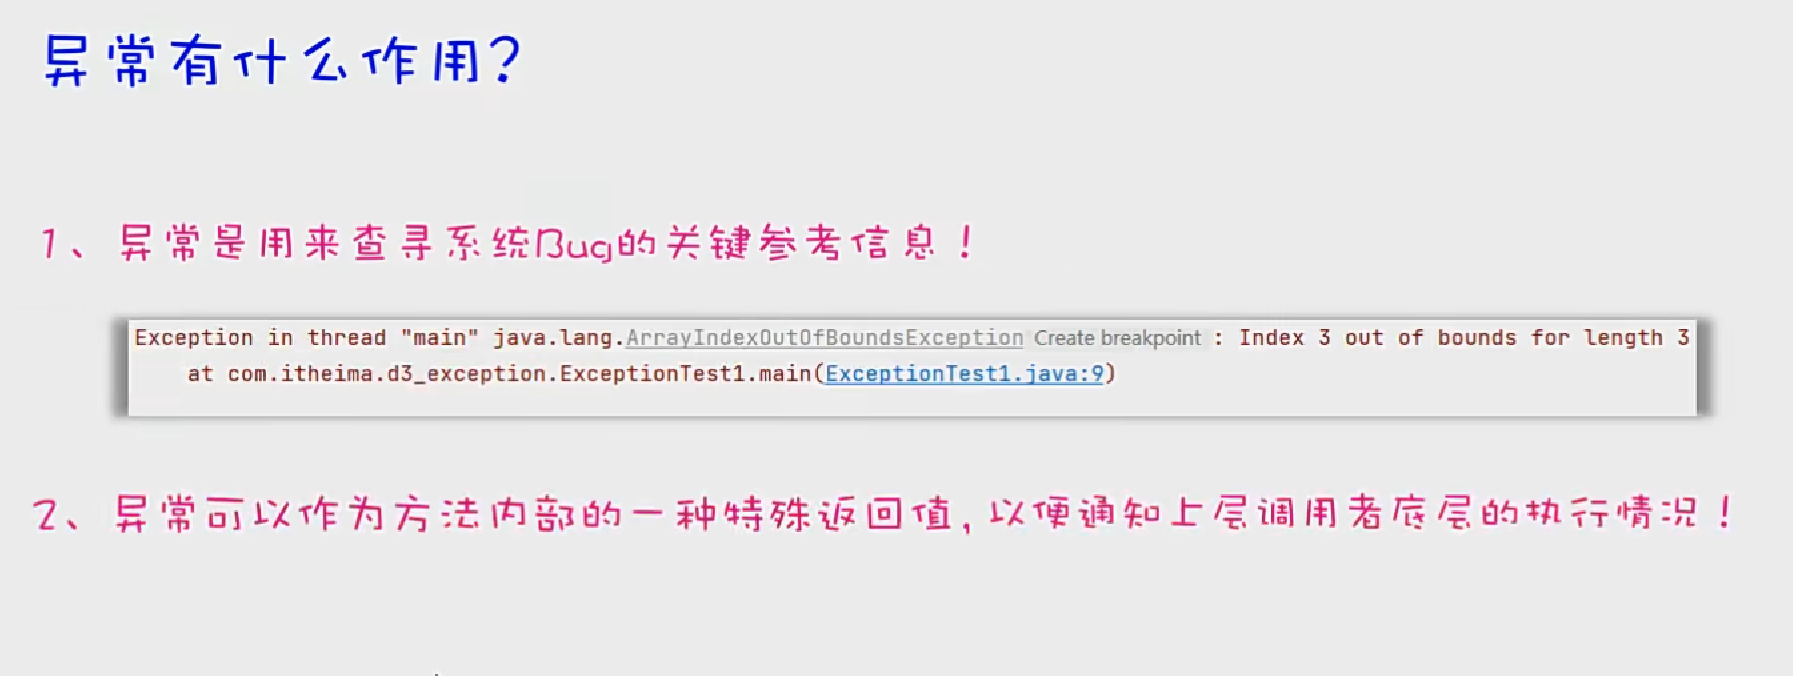 异常有什么作用?
1、异常是用来查寻系统Bug的关键参考信息!
Exception in thread "main" java.lang.ArrayIndexOutOfBoundsException Create breakpoint : Index 3 out of bounds for length 3
at com.itheima.d3_exception.ExceptionTest1.main(ExceptionTest1.java:9)
2、异常可以作为方法内部的一种特殊返回值,以便通知上层调用者底层的执行情况!